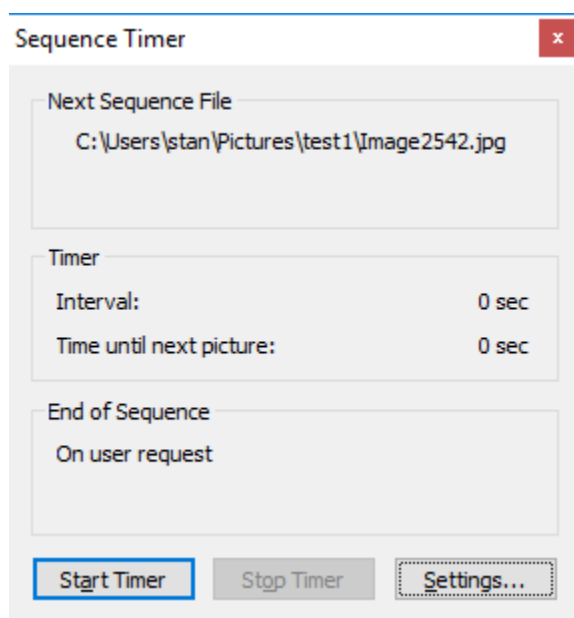 Sequence Timer
x
Next Sequence File
C:\Users\stan\Pictures\test1\Image2542.jpg
Timer
Interval: 0 sec
Time until next picture: 0 sec
End of Sequence
On user request
Start Timer Stop Timer Settings...